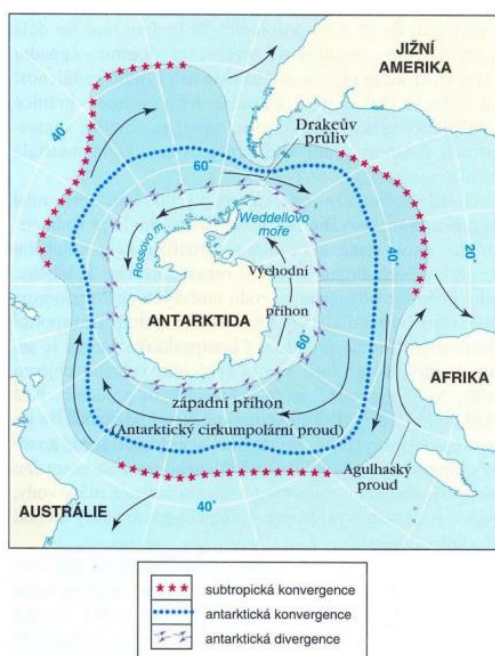 JIŽNÍ
AMERIKA
40°
Drakeův
průliv
60°
Weddellovo
moře
Rossovo m.
40°
20°
Východní
příhon
ANTARKTIDA
60°
západní příhon
(Antarktický cirkumpolární proud)
AFRIKA
Agulhaský
proud
40°
AUSTRÁLIE
subtropická konvergence
antarktická konvergence
antarktická divergence